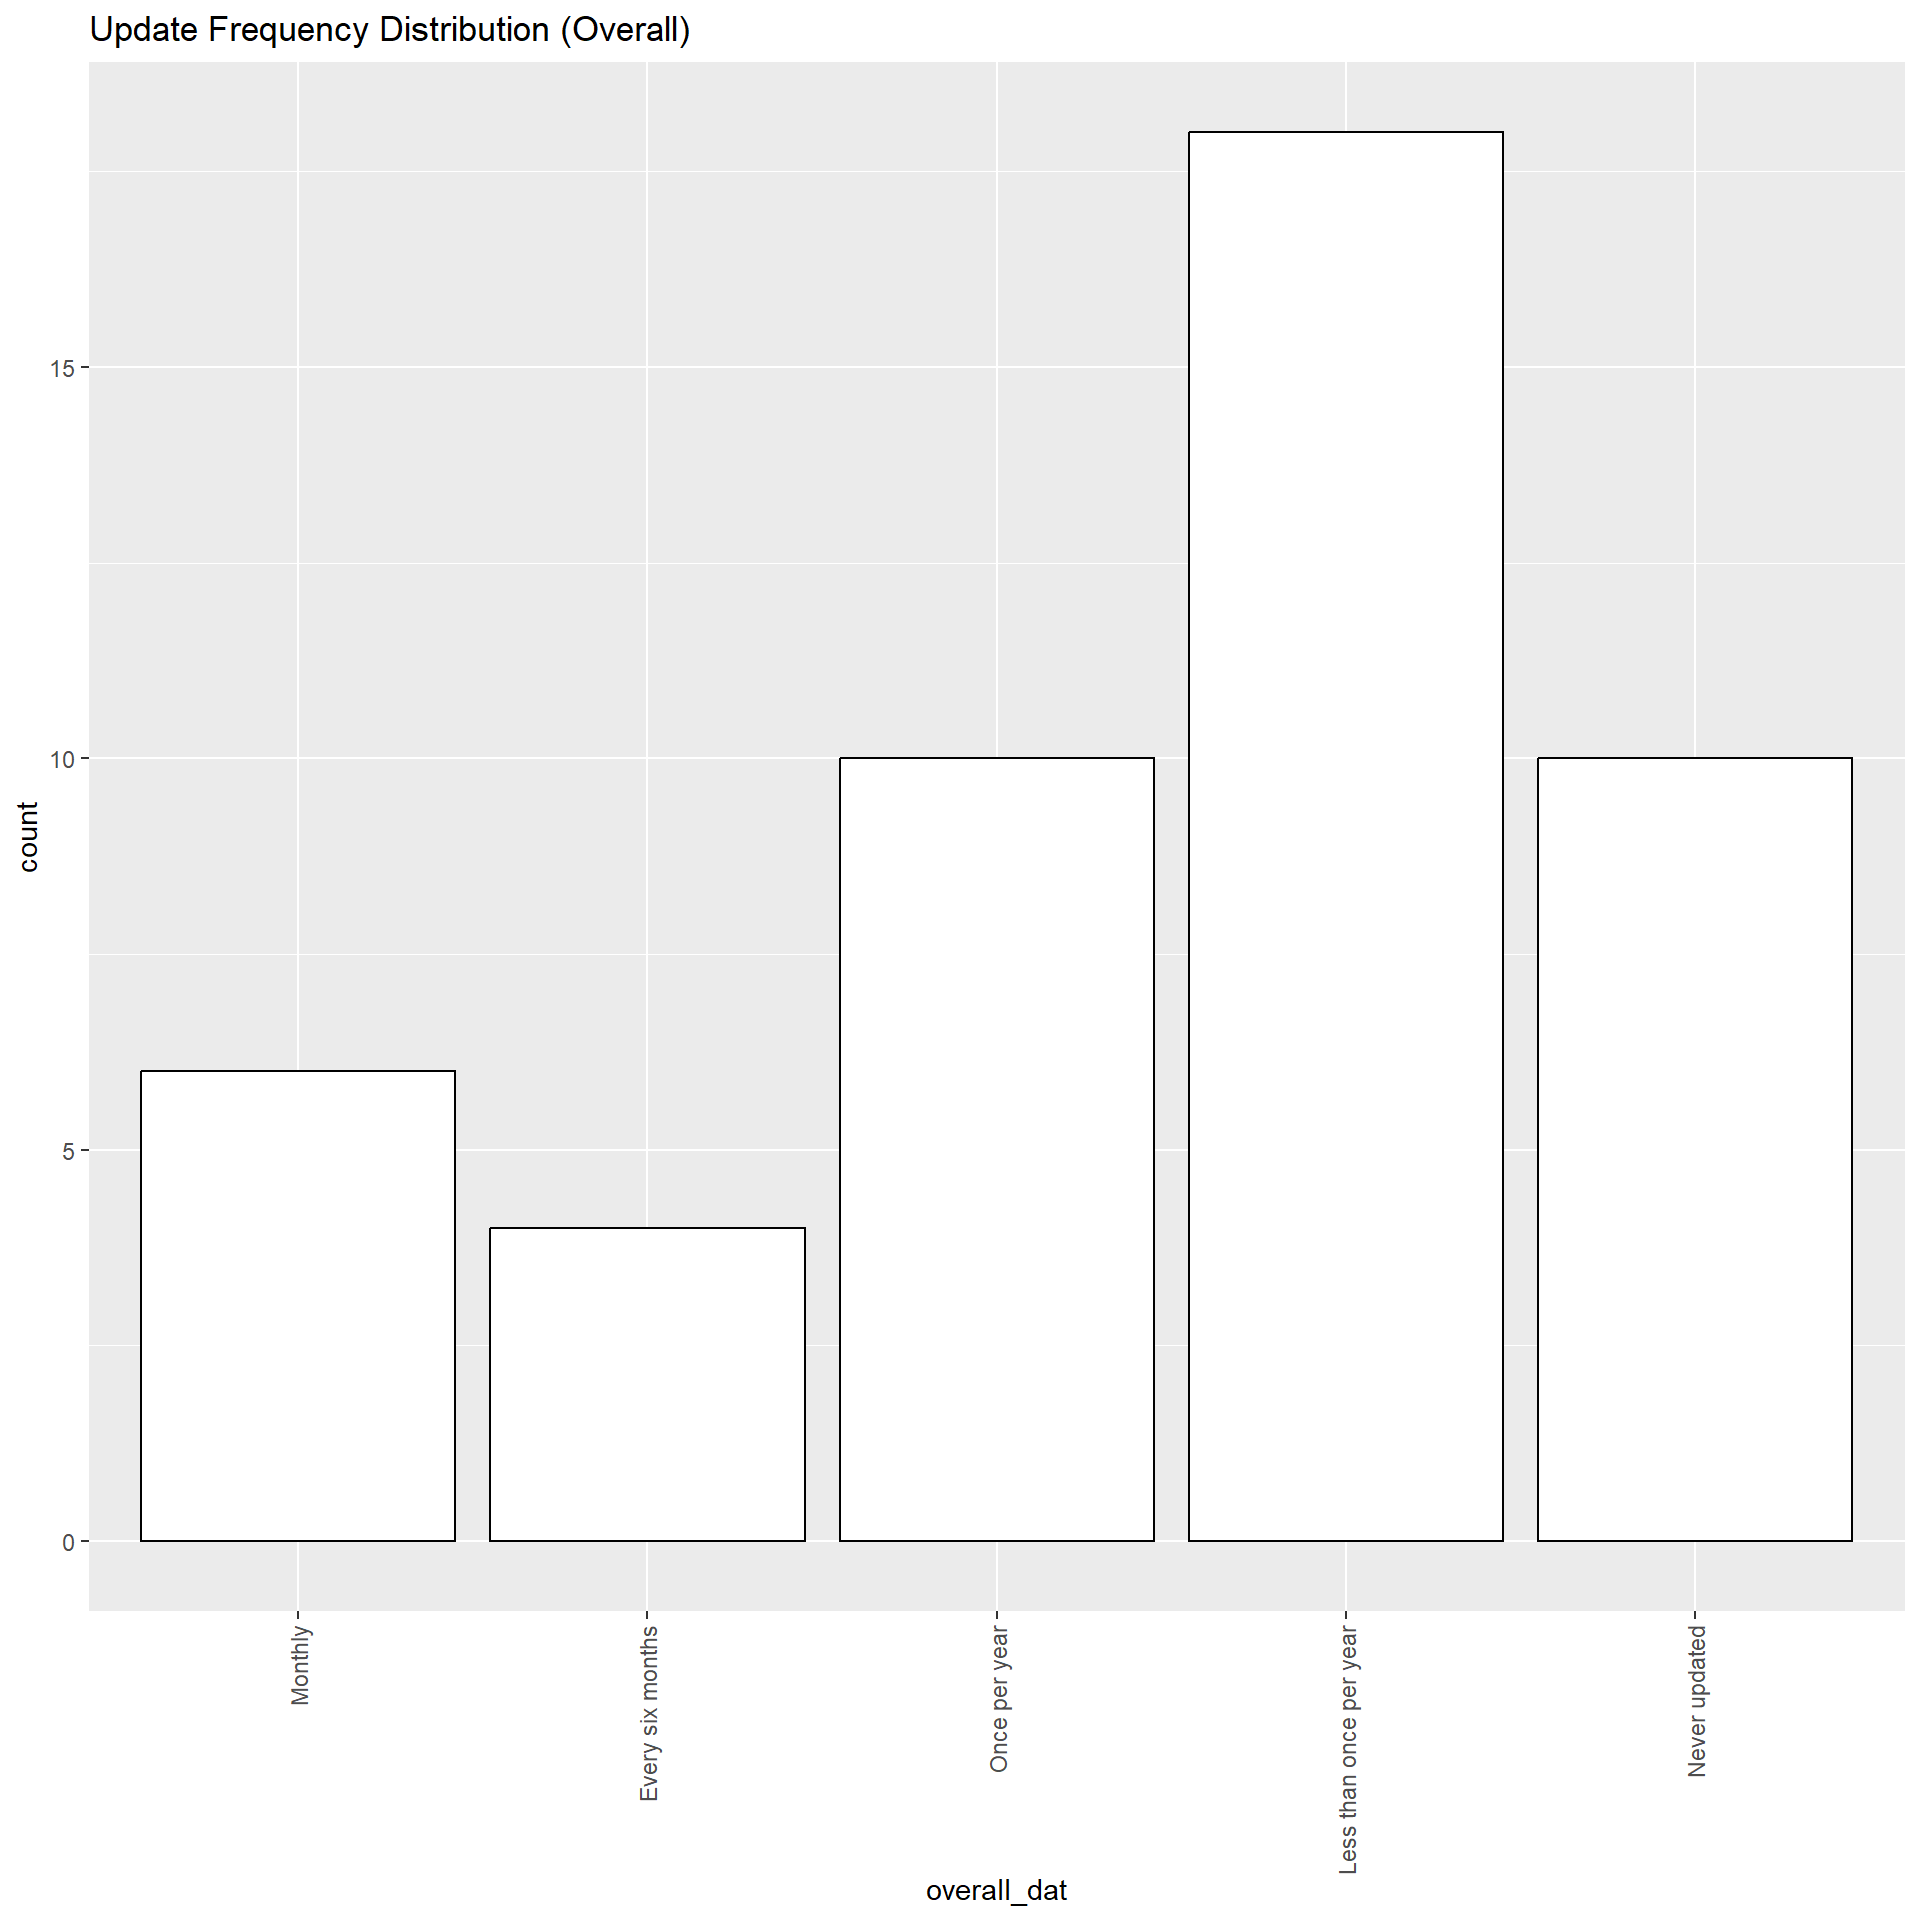 Update Frequency Distribution (Overall)
count
15
10
5
0
Monthly
Every six months
Once per year
Less than once per year
Never updated
overall_dat